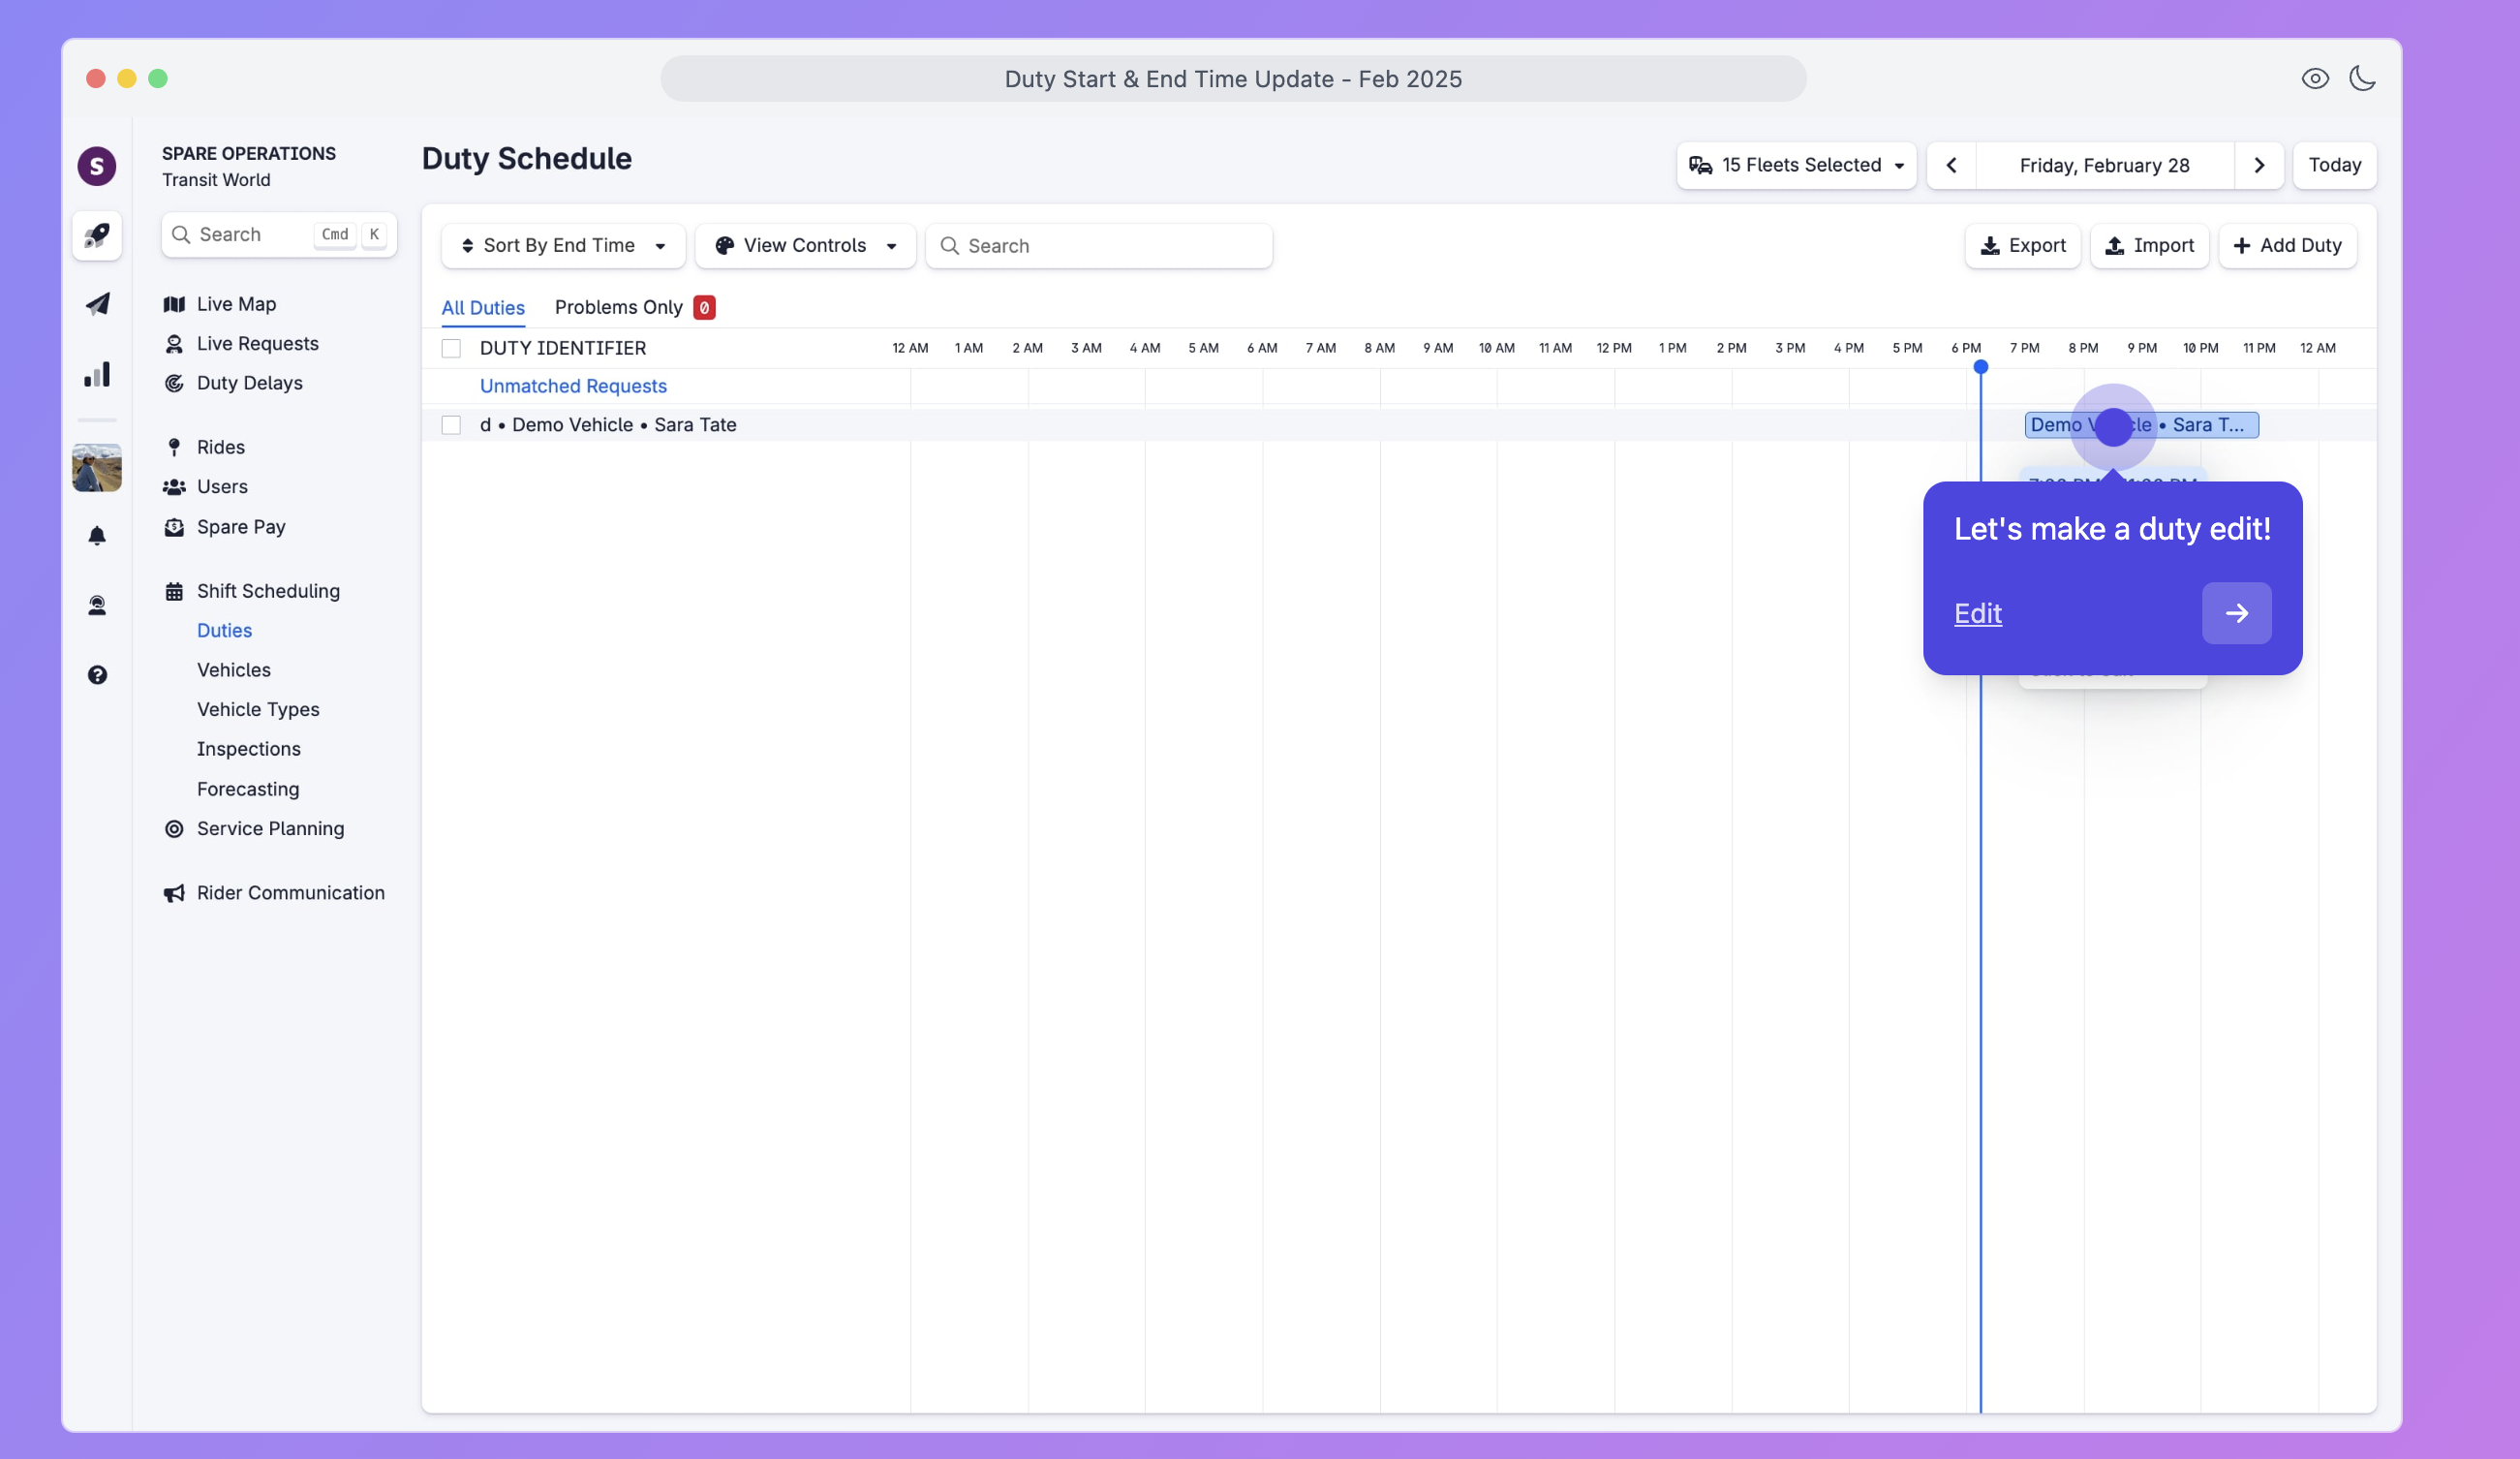 Duty Start & End Time Update - Feb 2025
S
SPARE OPERATIONS
Transit World
Search Cmd K
Live Map
Live Requests
Duty Delays
Rides
Users
Spare Pay
Shift Scheduling
Duties
Vehicles
Vehicle Types
Inspections
Forecasting
Service Planning
Rider Communication
Duty Schedule
15 Fleets Selected
Friday, February 28
Today
Sort By End Time
View Controls
Search
Export
Import
Add Duty
All Duties
Problems Only 0
DUTY IDENTIFIER
12 AM 1 AM 2 AM 3 AM 4 AM 5 AM 6 AM 7 AM 8 AM 9 AM 10 AM 11 AM 12 PM 1 PM 2 PM 3 PM 4 PM 5 PM 6 PM 7 PM 8 PM 9 PM 10 PM 11 PM 12 AM
Unmatched Requests
d • Demo Vehicle • Sara Tate
Demo Vehicle • Sara T...
Let's make a duty edit!
Edit